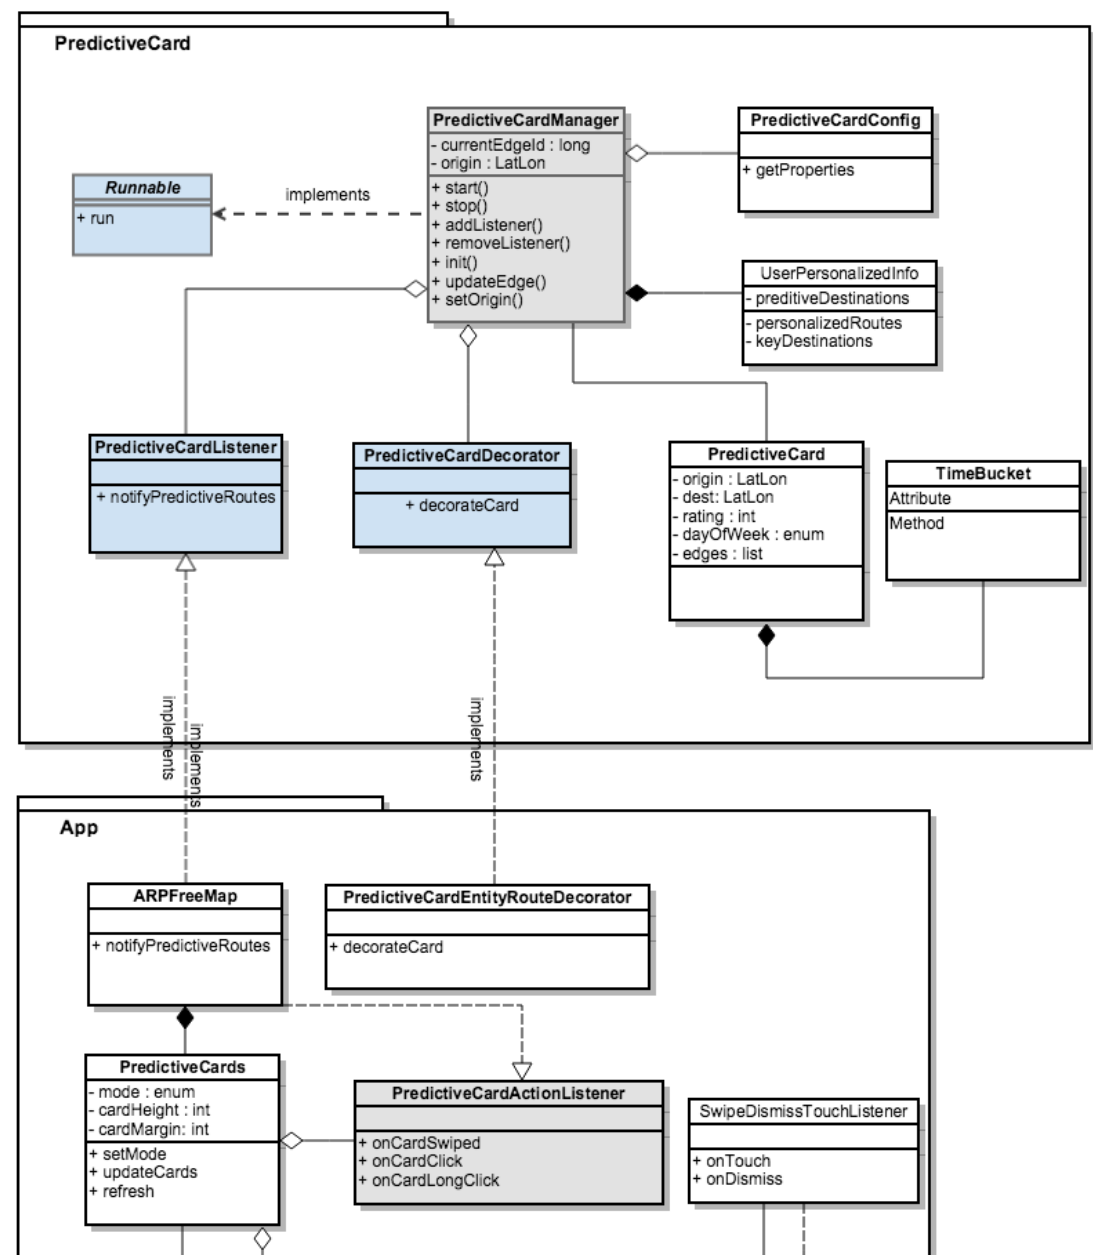 PredictiveCard
PredictiveCardManager
- currentEdgeId : long
- origin : LatLon
+ start()
+ stop()
+ addListener()
+ removeListener()
+ init()
+ updateEdge()
+ setOrigin()
PredictiveCardConfig
+ getProperties
Runnable
+ run
implements
UserPersonalizedInfo
- preditiveDestinations
- personalizedRoutes
- keyDestinations
PredictiveCardListener
+ notifyPredictiveRoutes
PredictiveCardDecorator
+ decorateCard
PredictiveCard
- origin : LatLon
- dest: LatLon
- rating : int
- dayOfWeek : enum
- edges : list
TimeBucket
Attribute
Method
implements
implements
implements
App
ARPFreeMap
+ notifyPredictiveRoutes
PredictiveCardEntityRouteDecorator
+ decorateCard
PredictiveCards
- mode : enum
- cardHeight : int
- cardMargin: int
+ setMode
+ updateCards
+ refresh
PredictiveCardActionListener
+ onCardSwiped
+ onCardClick
+ onCardLongClick
SwipeDismissTouchListener
+ onTouch
+ onDismiss